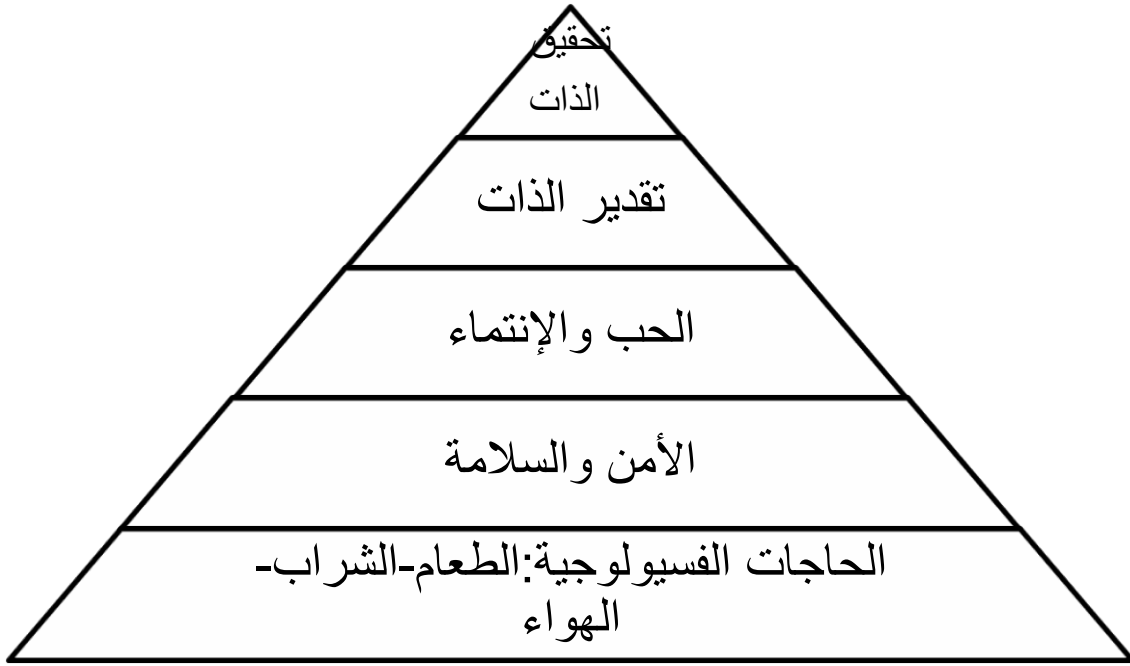 تحقيق
الذات
تقدير الذات
الحب والإنتماء
الأمن والسلامة
الحاجات الفسيولوجية:الطعام-الشراب-
الهواء